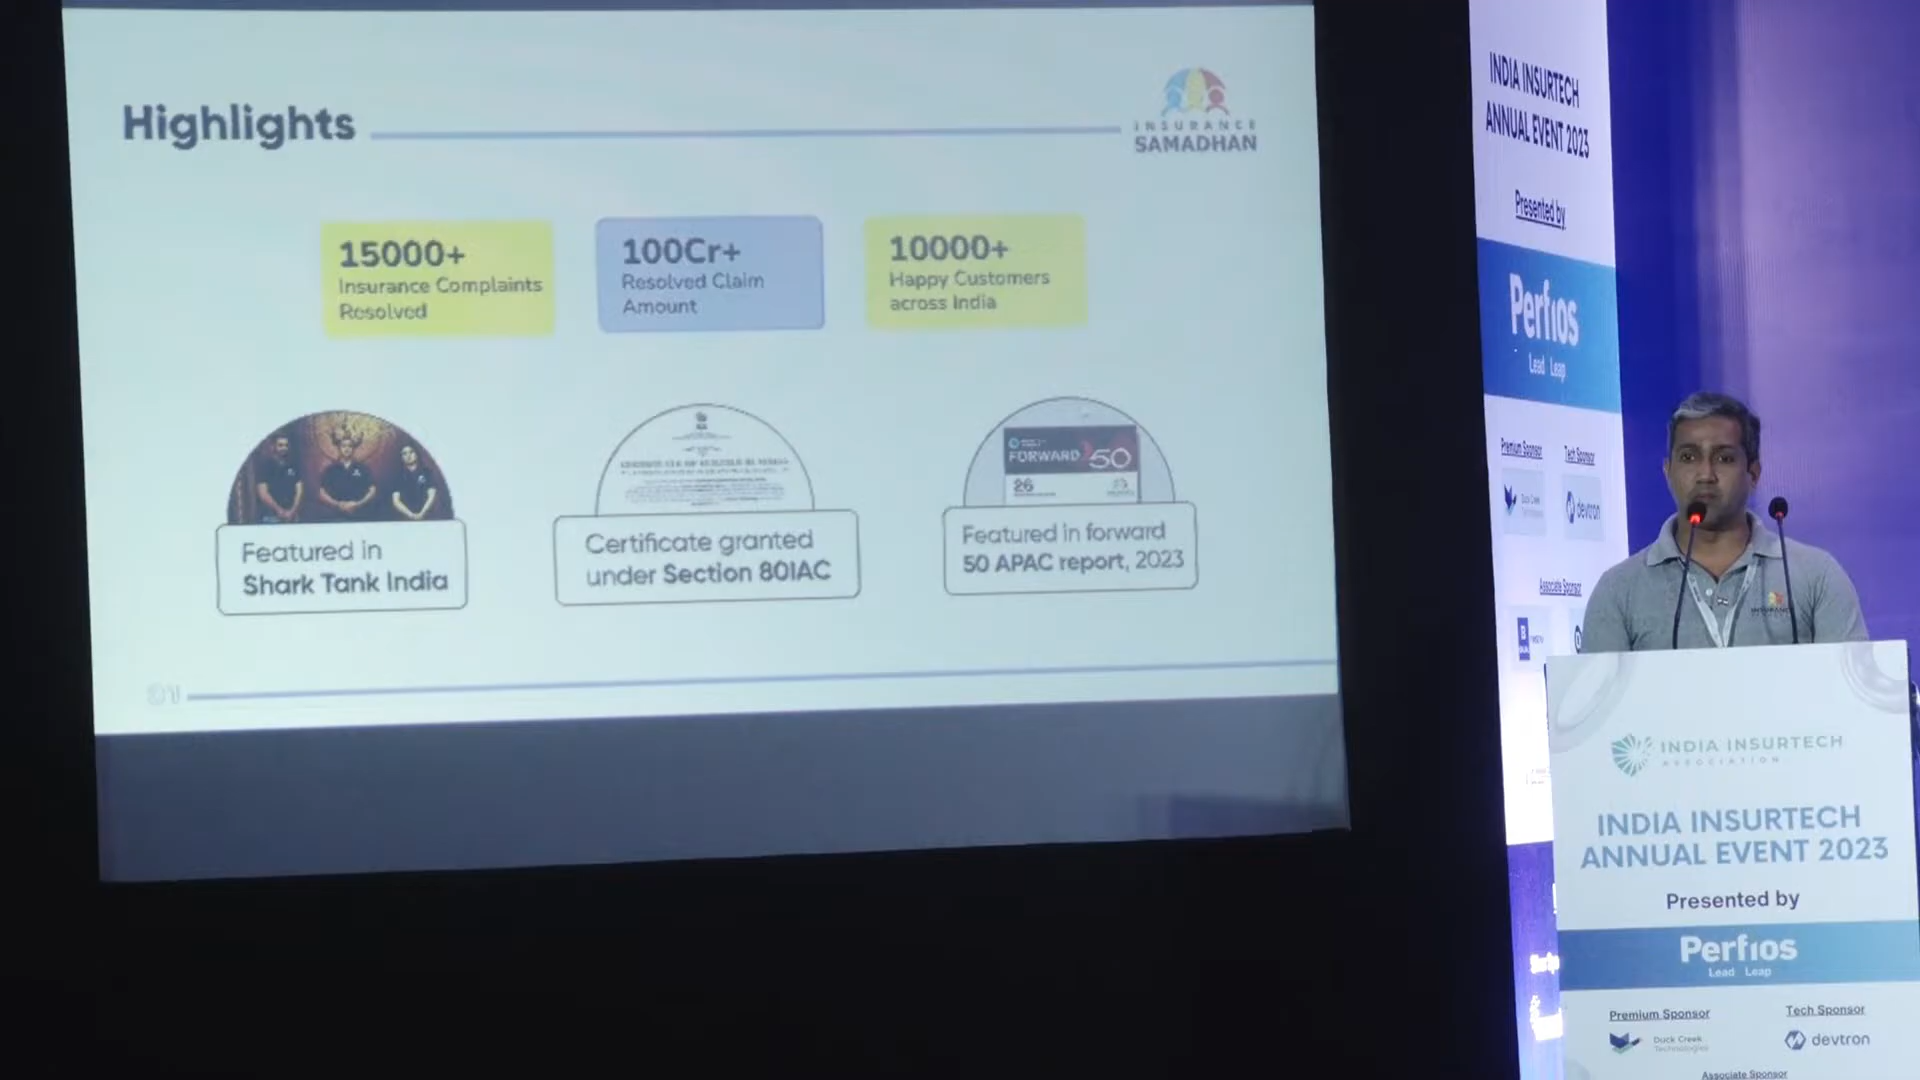 Highlights
INSURANCE
SAMADHAN
15000+
Insurance Complaints
Resolved
100Cr+
Resolved Claim
Amount
10000+
Happy Customers
across India
FORWARD 50
26
Featured in
Shark Tank India
Certificate granted
under Section 80IAC
Featured in forward
50 APAC report, 2023
INDIA INSURTECH
ANNUAL EVENT 2023
Presented by
Perfios
Lead Leap
Premium Sponsor
Tech Sponsor
Duck Creek
Technologies
devtron
Associate Sponsor
INDIA INSURTECH
ASSOCIATION
INDIA INSURTECH
ANNUAL EVENT 2023
Presented by
Perfios
Lead Leap
Premium Sponsor
Tech Sponsor
Duck Creek
Technologies
devtron
Associate Sponsor